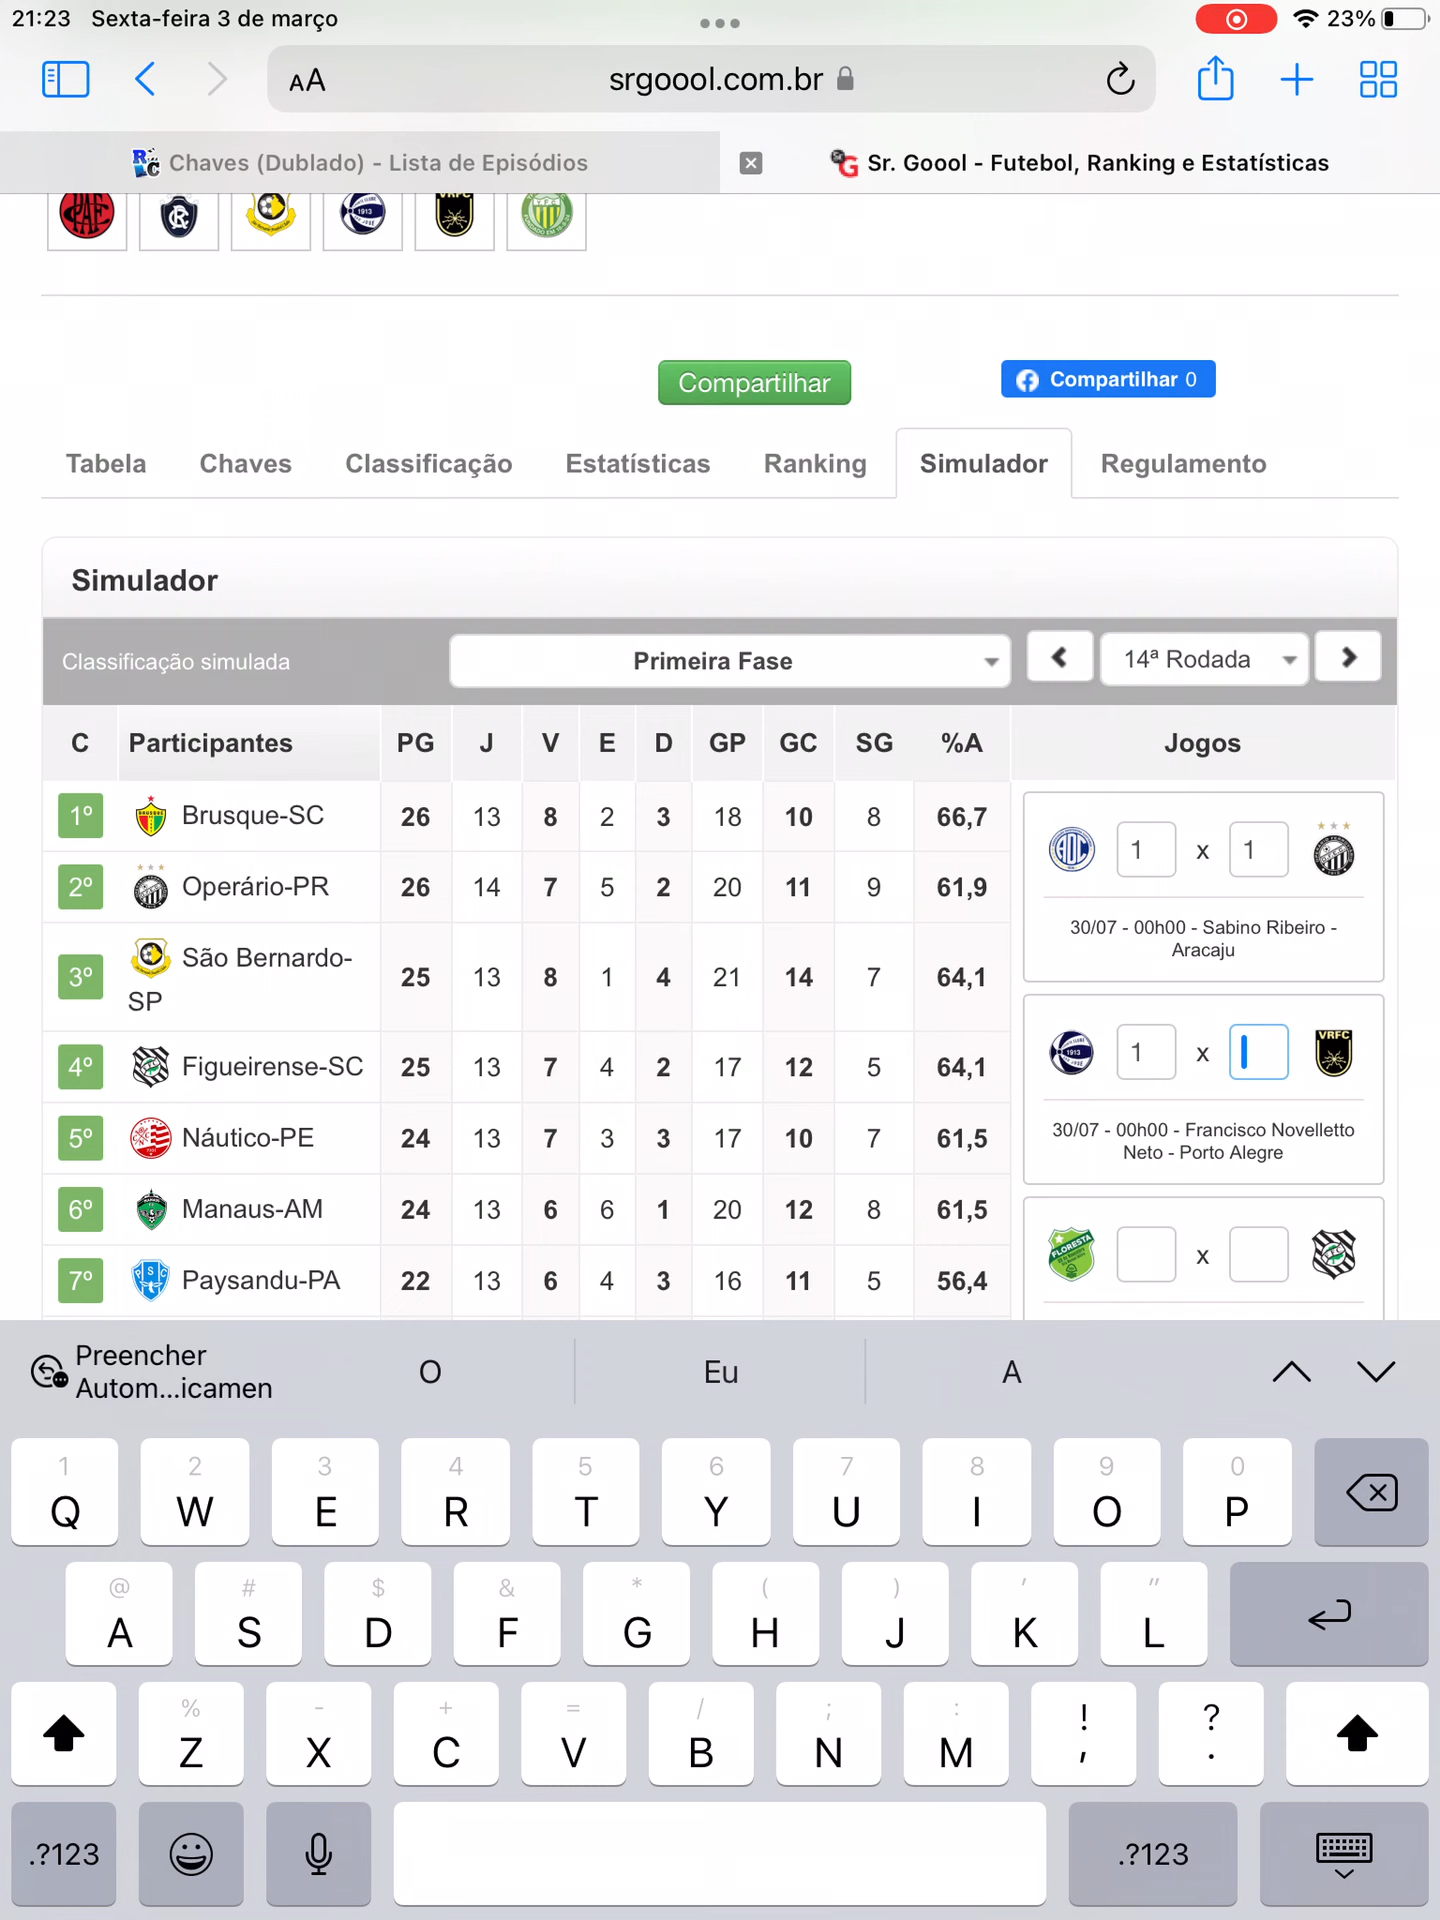 21:23 Sexta-feira 3 de março
23%
AA
srgoool.com.br
Chaves (Dublado) - Lista de Episódios
Sr. Goool - Futebol, Ranking e Estatísticas
Compartilhar
Compartilhar 0
Tabela Chaves Classificação Estatísticas Ranking Simulador Regulamento
Simulador
Classificação simulada
Primeira Fase
14ª Rodada
C Participantes PG J V E D GP GC SG %A Jogos
1º Brusque-SC 26 13 8 2 3 18 10 8 66,7
2º Operário-PR 26 14 7 5 2 20 11 9 61,9
3º São Bernardo-
SP 25 13 8 1 4 21 14 7 64,1
4º Figueirense-SC 25 13 7 4 2 17 12 5 64,1
5º Náutico-PE 24 13 7 3 3 17 10 7 61,5
6º Manaus-AM 24 13 6 6 1 20 12 8 61,5
7º Paysandu-PA 22 13 6 4 3 16 11 5 56,4
1 x 1
30/07 - 00h00 - Sabino Ribeiro -
Aracaju
1913 1 x VRFC
30/07 - 00h00 - Francisco Novelletto
Neto - Porto Alegre
FLORESTA x
Preencher
Autom...icamen
O Eu A
1 2 3 4 5 6 7 8 9 0
Q W E R T Y U I O P
@ # $ & * ( ) ' "
A S D F G H J K L
% - + = / ; : ! ?
Z X C V B N M , .
.?123 .?123